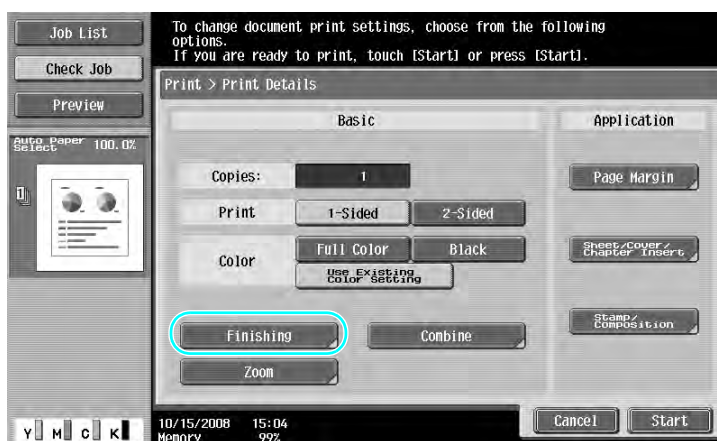 Job List
Check Job
Preview
Auto Paper
Select
100.0%
1
To change document print settings, choose from the following
options.
If you are ready to print, touch [Start] or press [Start].
Print > Print Details
Basic
Application
Copies: 1
Print 1-Sided 2-Sided
Color Full Color Black
Use Existing
Color Setting
Finishing Combine
Zoom
Page Margin
Sheet/Cover/
Chapter Insert
Stamp/
Composition
Y M C K
10/15/2008 15:04
Memory 99%
Cancel Start